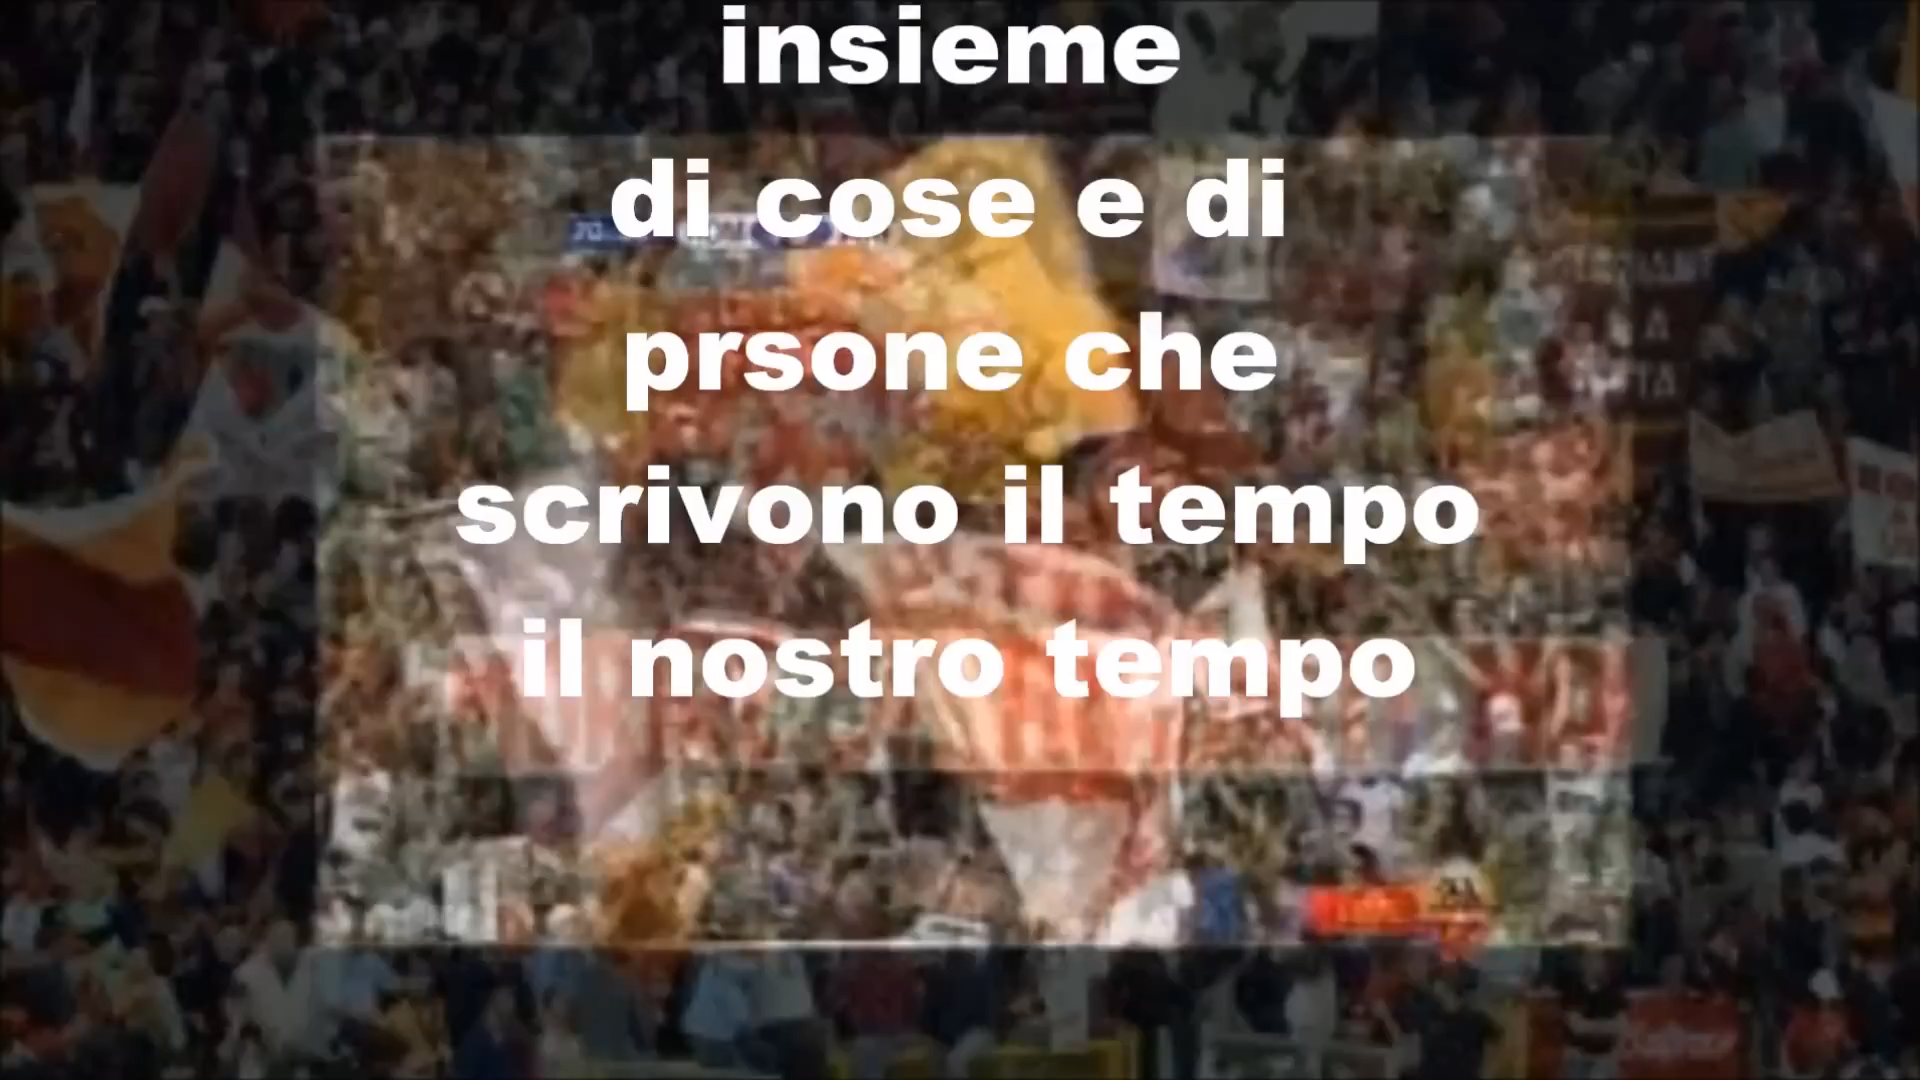 insieme
di cose e di
prsone che
scrivono il tempo
il nostro tempo